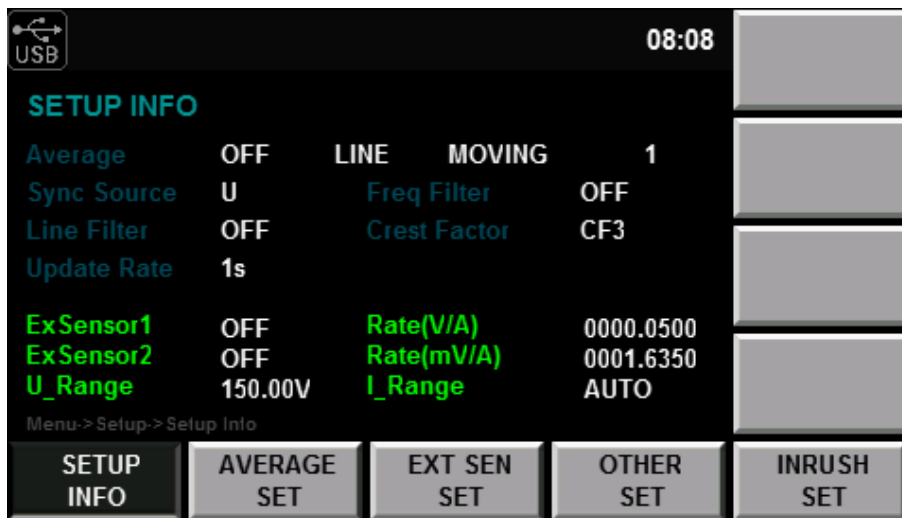 USB
08:08
SETUP INFO
Average OFF LINE MOVING 1
Sync Source U Freq Filter OFF
Line Filter OFF Crest Factor CF3
Update Rate 1s
ExSensor1 OFF Rate(V/A) 0000.0500
ExSensor2 OFF Rate(mV/A) 0001.6350
U_Range 150.00V I_Range AUTO
Menu->Setup->Setup Info
SETUP INFO
AVERAGE SET
EXT SEN SET
OTHER SET
INRUSH SET